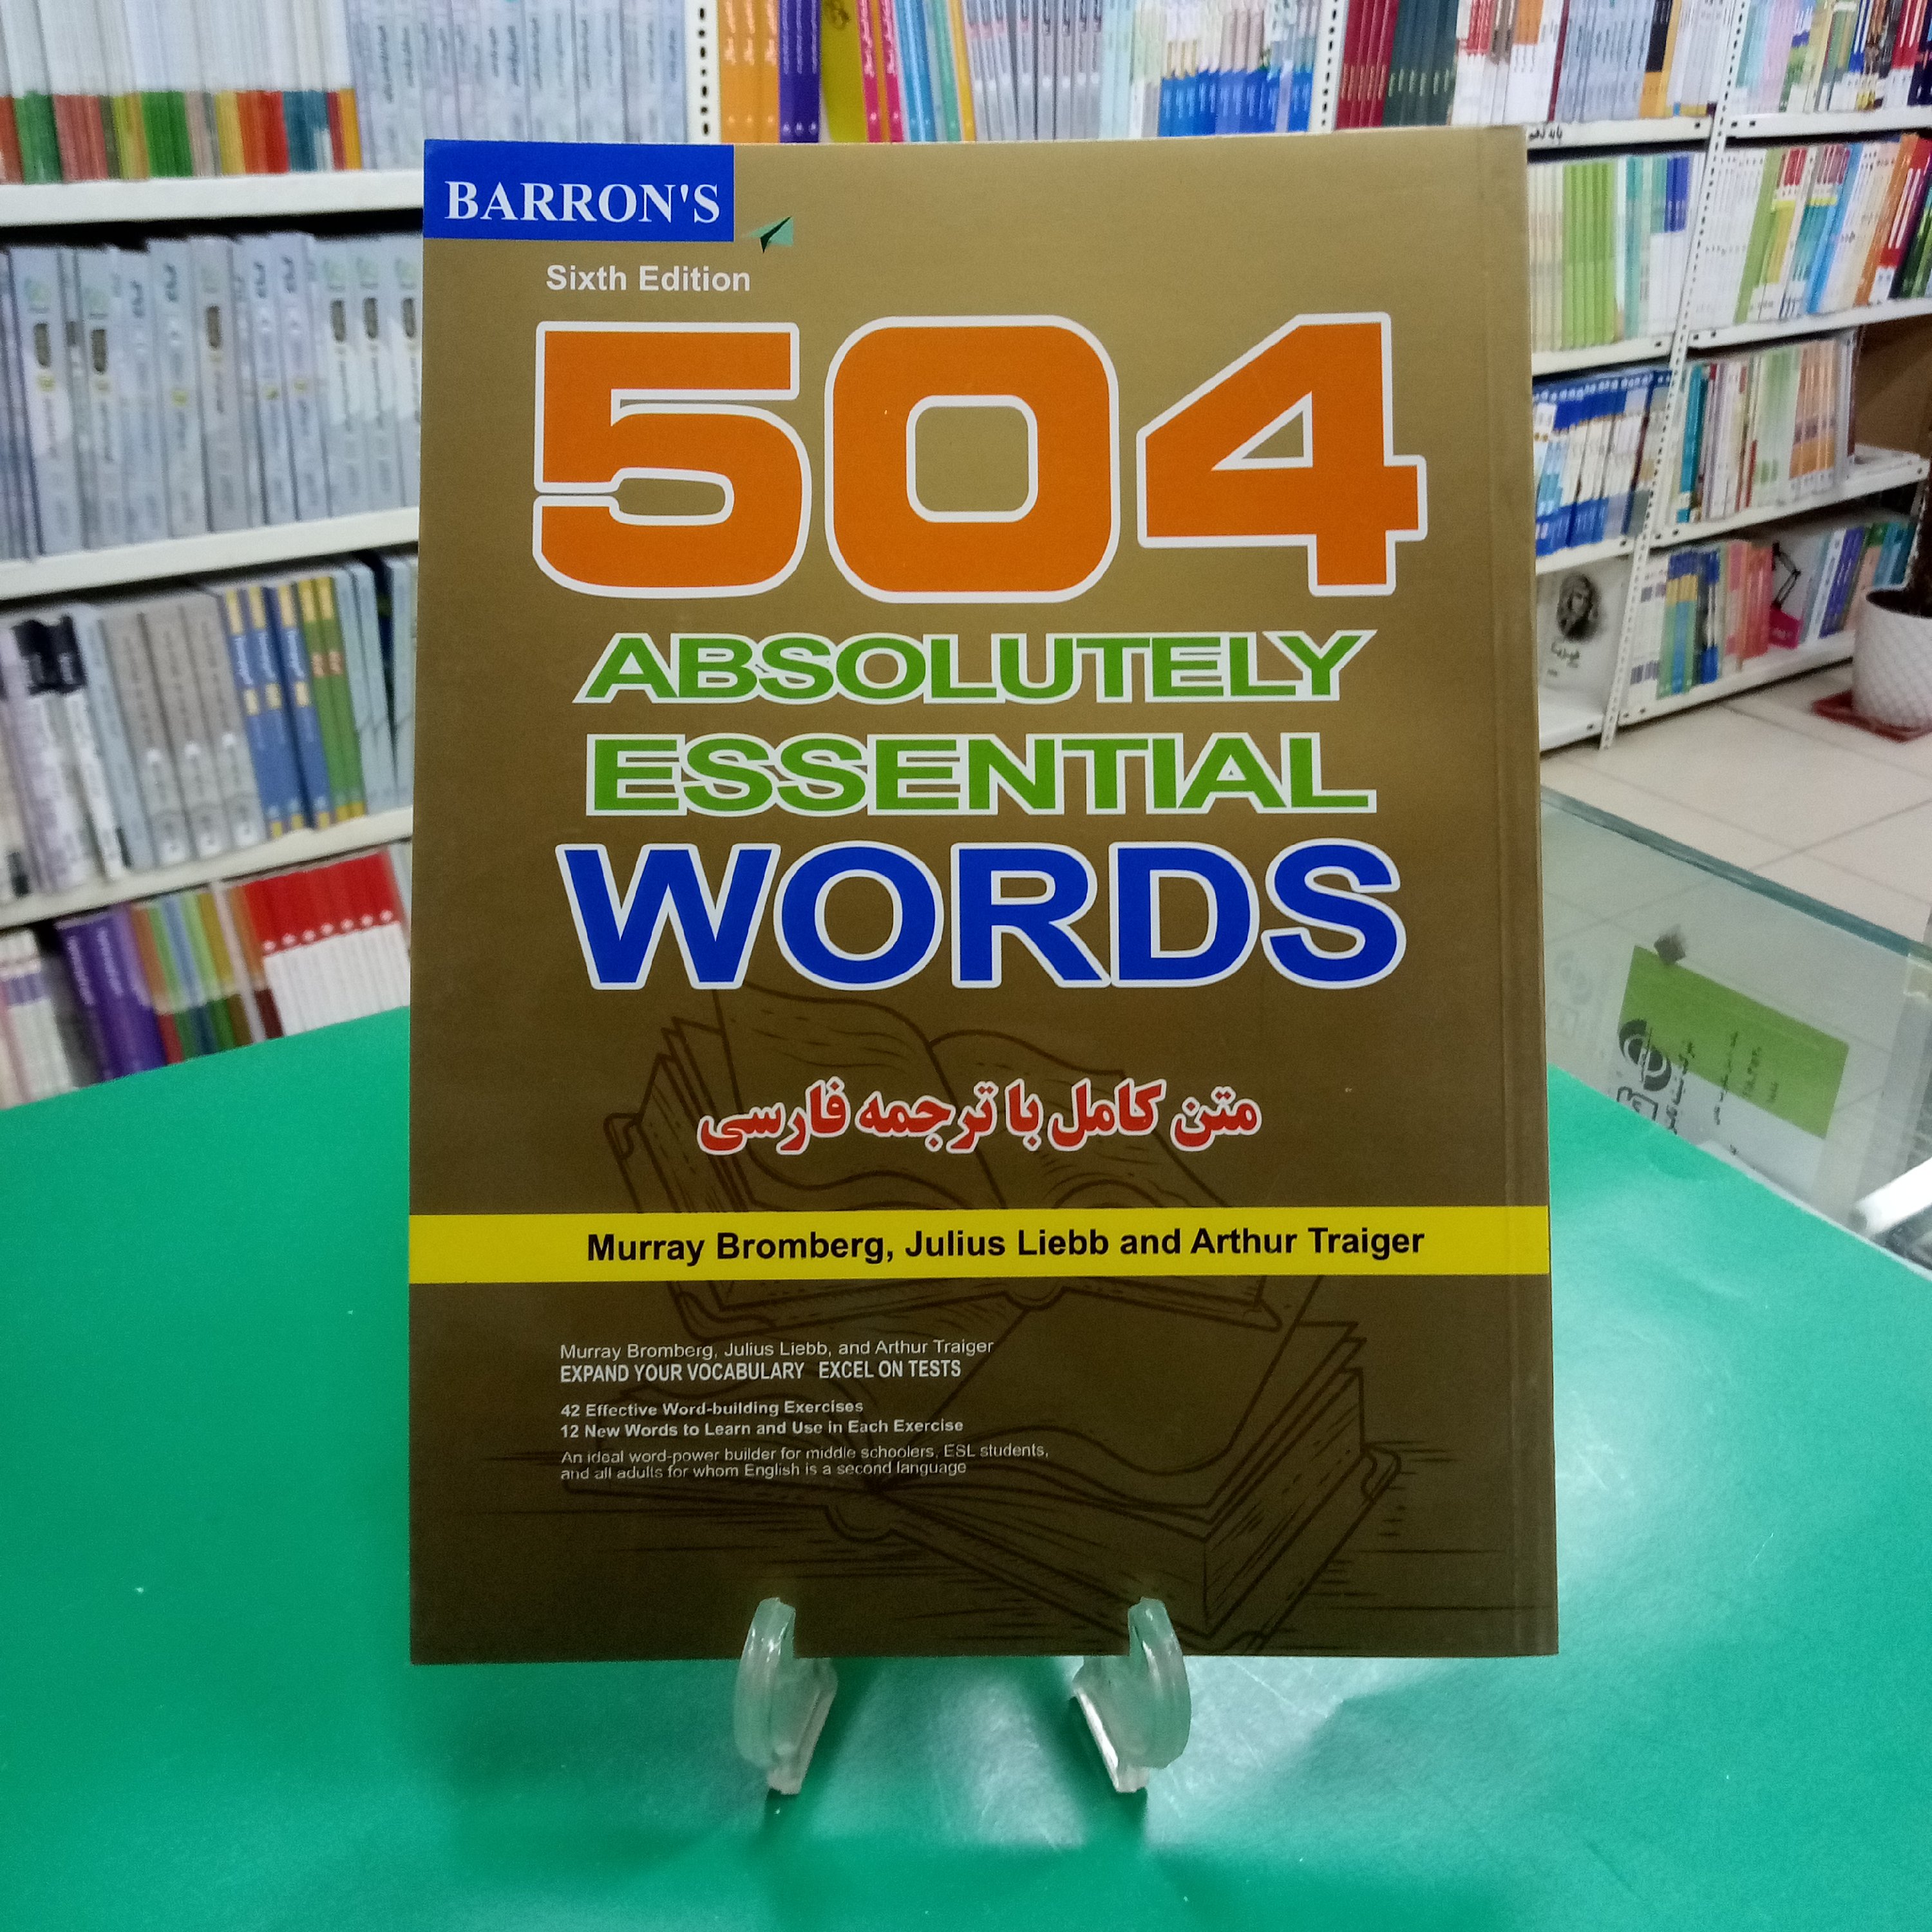 BARRON'S
Sixth Edition
504
ABSOLUTELY
ESSENTIAL
WORDS
متن کامل با ترجمه فارسی
Murray Bromberg, Julius Liebb and Arthur Traiger
Murray Bromberg, Julius Liebb, and Arthur Traiger
EXPAND YOUR VOCABULARY EXCEL ON TESTS
42 Effective Word-building Exercises
12 New Words to Learn and Use in Each Exercise
An ideal word-power builder for middle schoolers, ESL students,
and all adults for whom English is a second language